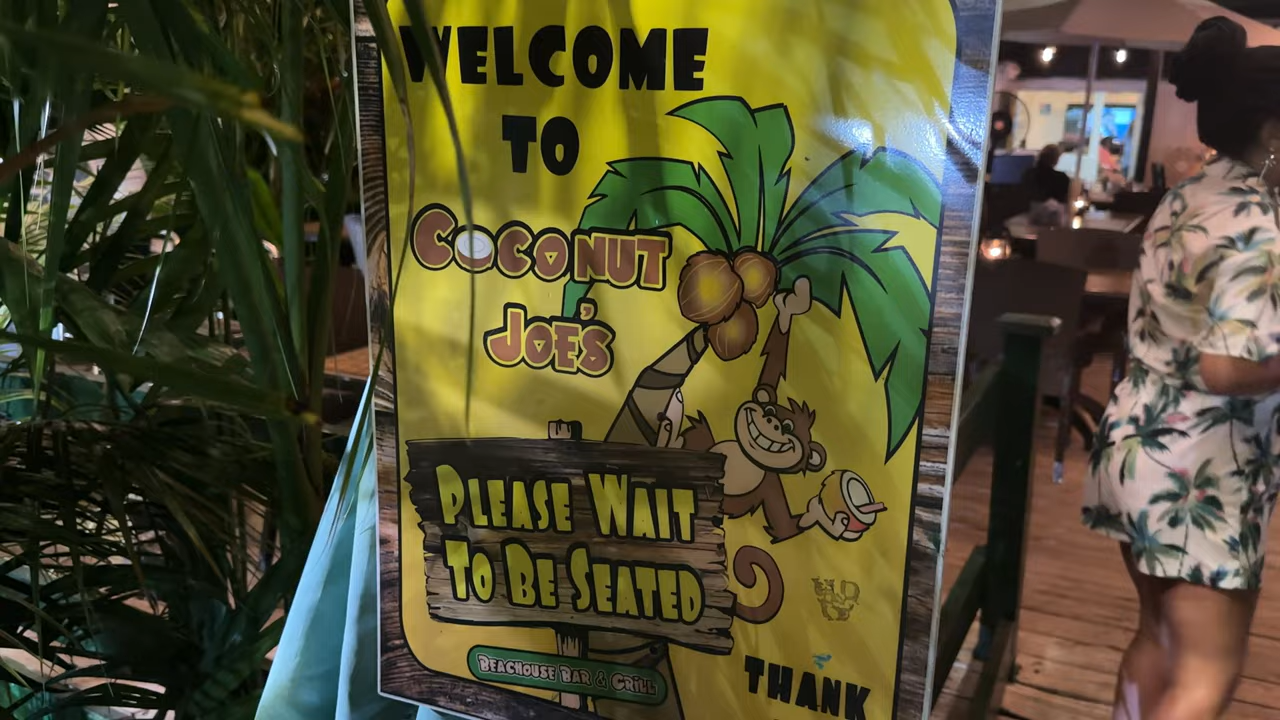 WELCOME
TO
COCONUT
JOE'S
PLEASE WAIT
TO BE SEATED
BEACHOUSE BAR & GRILL
THANK